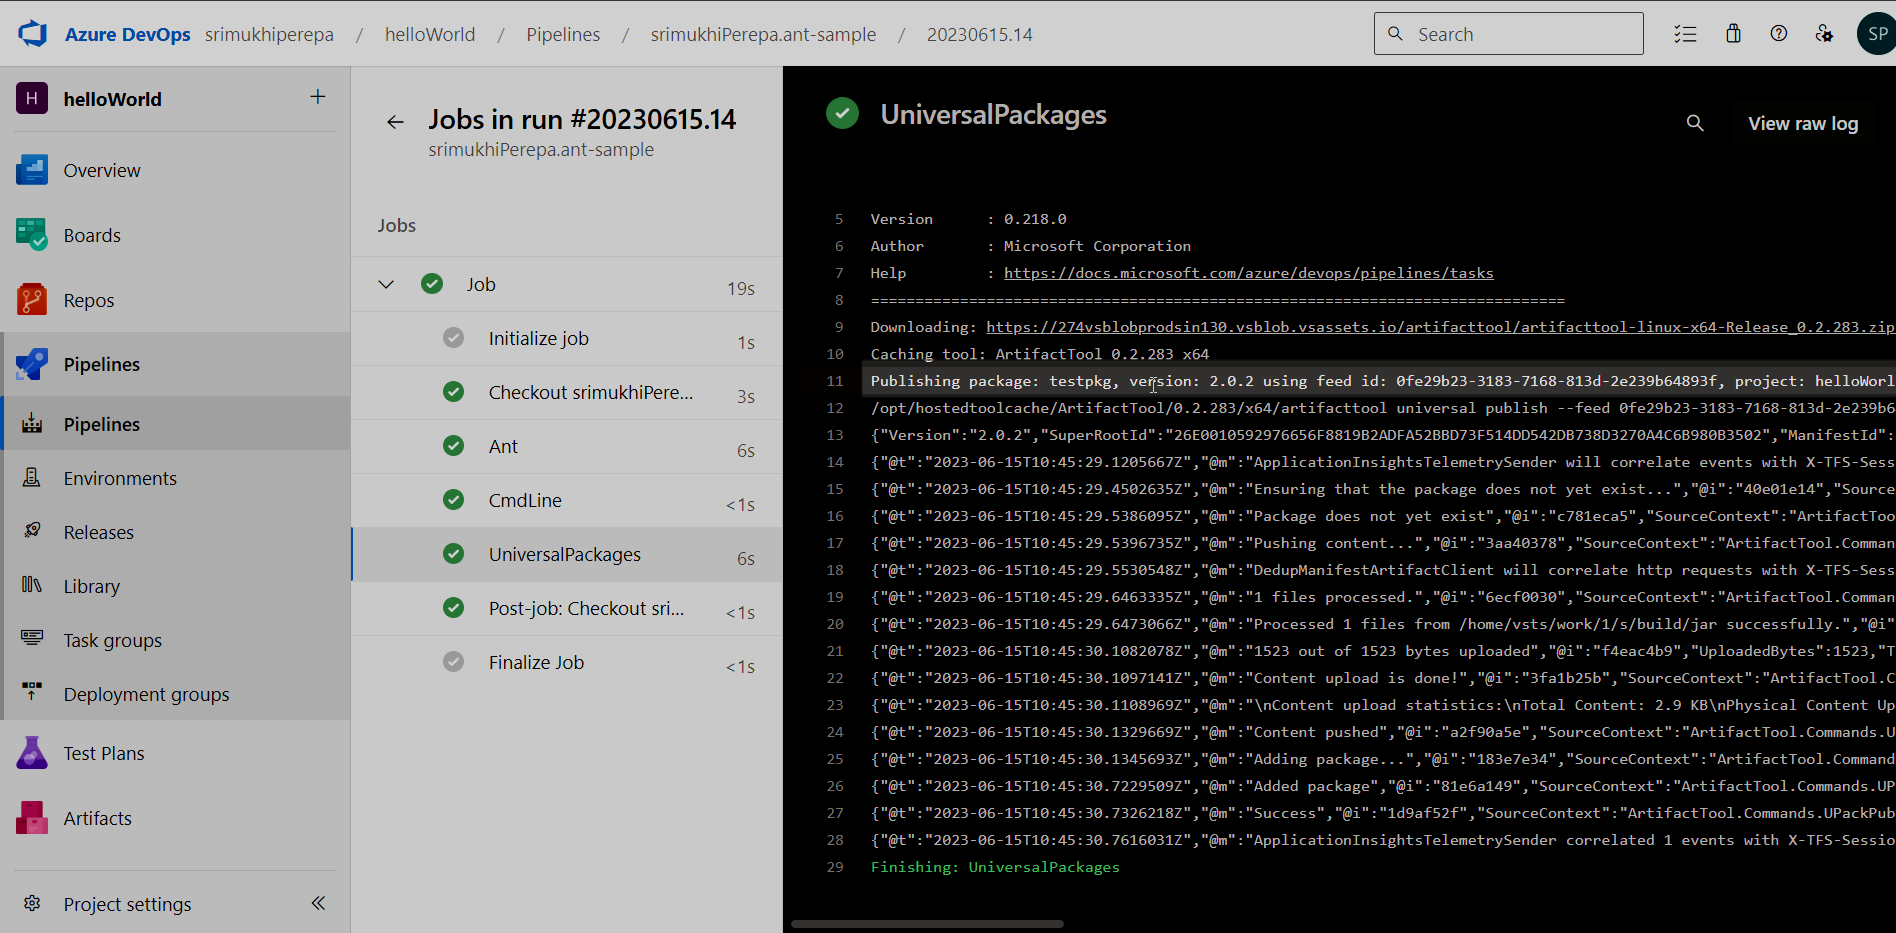 Azure DevOps srimukhiperepa / helloWorld / Pipelines / srimukhiPerepa.ant-sample / 20230615.14
Search
SP
H helloWorld
Overview
Boards
Repos
Pipelines
Pipelines
Environments
Releases
Library
Task groups
Deployment groups
Test Plans
Artifacts
Project settings
Jobs in run #20230615.14
srimukhiPerepa.ant-sample
Jobs
Job 19s
Initialize job 1s
Checkout srimukhiPere... 3s
Ant 6s
CmdLine <1s
UniversalPackages 6s
Post-job: Checkout sri... <1s
Finalize Job <1s
UniversalPackages
View raw log
5 Version : 0.218.0
6 Author : Microsoft Corporation
7 Help : https://docs.microsoft.com/azure/devops/pipelines/tasks
8 ==============================================================================
9 Downloading: https://274vsblobprodsin130.vsblob.vsassets.io/artifacttool/artifacttool-linux-x64-Release_0.2.283.zip
10 Caching tool: ArtifactTool 0.2.283 x64
11 Publishing package: testpkg, version: 2.0.2 using feed id: 0fe29b23-3183-7168-813d-2e239b64893f, project: helloWorl
12 /opt/hostedtoolcache/ArtifactTool/0.2.283/x64/artifacttool universal publish --feed 0fe29b23-3183-7168-813d-2e239b6
13 {"Version":"2.0.2","SuperRootId":"26E0010592976656F8819B2ADFA52BBD73F514DD542DB738D3270A4C6B980B3502","ManifestId":
14 {"@t":"2023-06-15T10:45:29.1205667Z","@m":"ApplicationInsightsTelemetrySender will correlate events with X-TFS-Sess
15 {"@t":"2023-06-15T10:45:29.4502635Z","@m":"Ensuring that the package does not yet exist...","@i":"40e01e14","Source
16 {"@t":"2023-06-15T10:45:29.5386095Z","@m":"Package does not yet exist","@i":"c781eca5","SourceContext":"ArtifactToo
17 {"@t":"2023-06-15T10:45:29.5396735Z","@m":"Pushing content...","@i":"3aa40378","SourceContext":"ArtifactTool.Comman
18 {"@t":"2023-06-15T10:45:29.5530548Z","@m":"DedupManifestArtifactClient will correlate http requests with X-TFS-Sess
19 {"@t":"2023-06-15T10:45:29.6463335Z","@m":"1 files processed.","@i":"6ecf0030","SourceContext":"ArtifactTool.Comman
20 {"@t":"2023-06-15T10:45:29.6473066Z","@m":"Processed 1 files from /home/vsts/work/1/s/build/jar successfully.","@i"
21 {"@t":"2023-06-15T10:45:30.1082078Z","@m":"1523 out of 1523 bytes uploaded","@i":"f4eac4b9","UploadedBytes":1523,"T
22 {"@t":"2023-06-15T10:45:30.1097141Z","@m":"Content upload is done!","@i":"3fa1b25b","SourceContext":"ArtifactTool.C
23 {"@t":"2023-06-15T10:45:30.1108969Z","@m":"\nContent upload statistics:\nTotal Content: 2.9 KB\nPhysical Content Up
24 {"@t":"2023-06-15T10:45:30.1329669Z","@m":"Content pushed","@i":"a2f90a5e","SourceContext":"ArtifactTool.Commands.U
25 {"@t":"2023-06-15T10:45:30.1345693Z","@m":"Adding package...","@i":"183e7e34","SourceContext":"ArtifactTool.Command
26 {"@t":"2023-06-15T10:45:30.7229509Z","@m":"Added package","@i":"81e6a149","SourceContext":"ArtifactTool.Commands.UP
27 {"@t":"2023-06-15T10:45:30.7326218Z","@m":"Success","@i":"1d9af52f","SourceContext":"ArtifactTool.Commands.UPackPub
28 {"@t":"2023-06-15T10:45:30.7616031Z","@m":"ApplicationInsightsTelemetrySender correlated 1 events with X-TFS-Sessio
29 Finishing: UniversalPackages